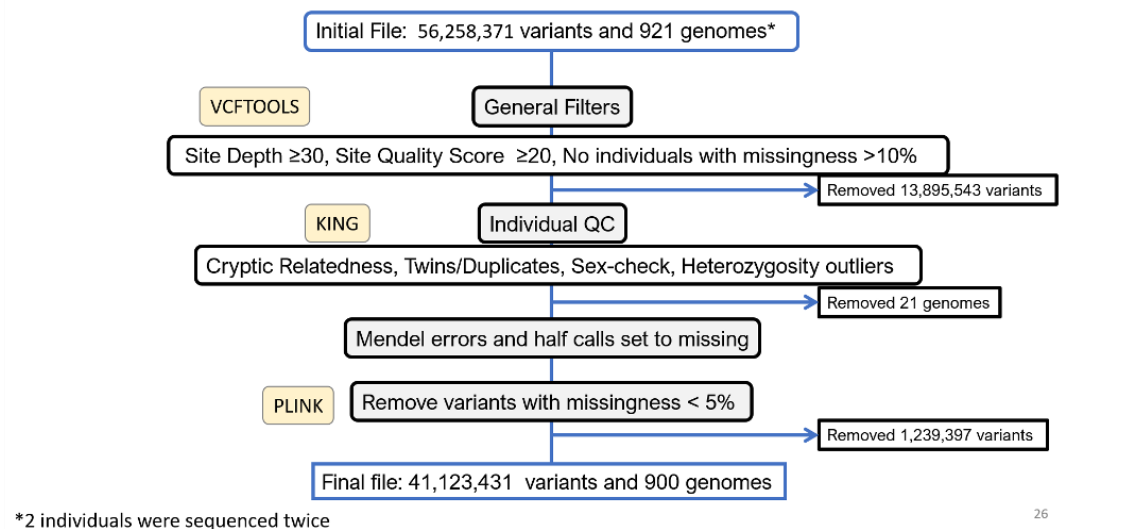 Initial File: 56,258,371 variants and 921 genomes*
VCFTOOLS
General Filters
Site Depth ≥30, Site Quality Score ≥20, No individuals with missingness >10%
Removed 13,895,543 variants
KING
Individual QC
Cryptic Relatedness, Twins/Duplicates, Sex-check, Heterozygosity outliers
Removed 21 genomes
Mendel errors and half calls set to missing
PLINK
Remove variants with missingness < 5%
Removed 1,239,397 variants
Final file: 41,123,431 variants and 900 genomes
*2 individuals were sequenced twice
26